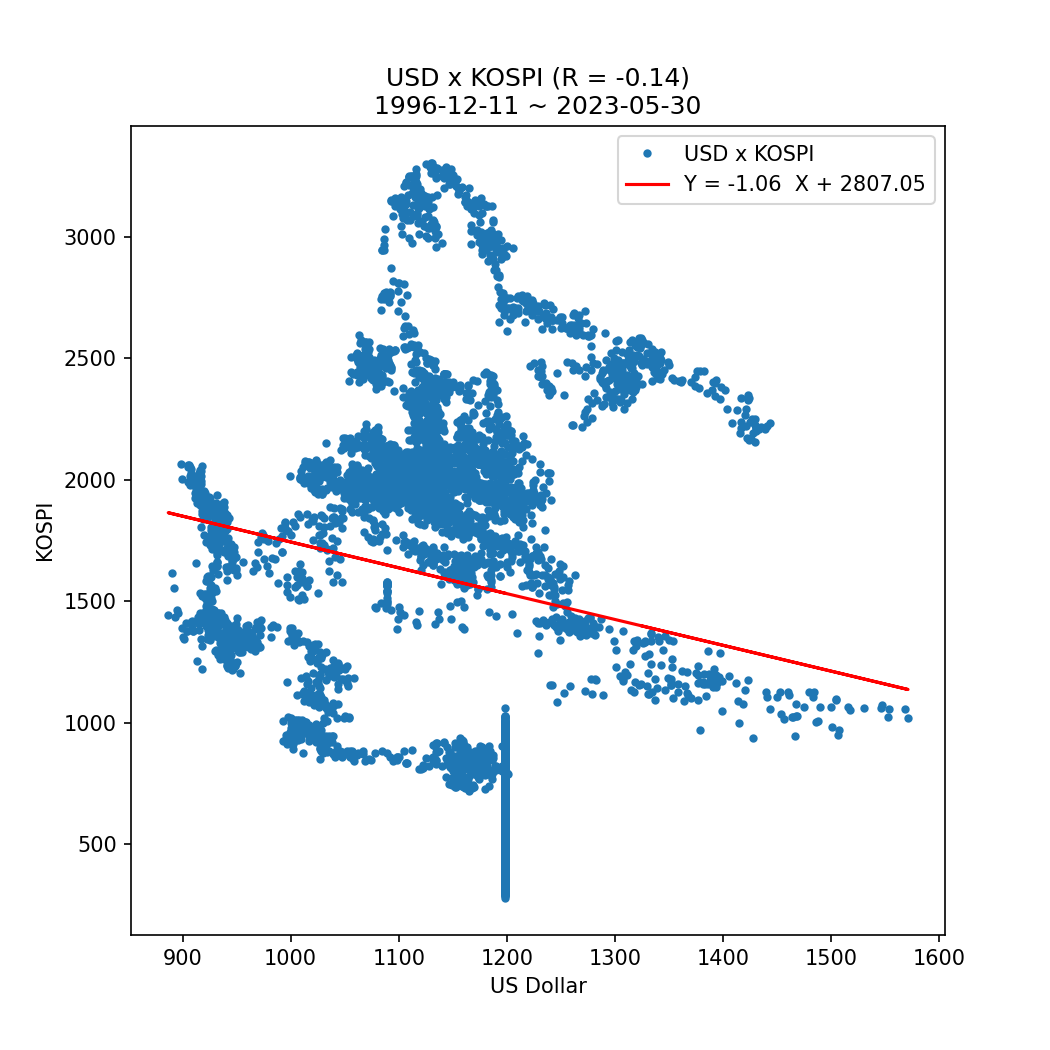 USD x KOSPI (R = -0.14)
1996-12-11 ~ 2023-05-30
USD x KOSPI
Y = -1.06  X + 2807.05
3000
2500
2000
1500
1000
500
KOSPI
900 1000 1100 1200 1300 1400 1500 1600
US Dollar